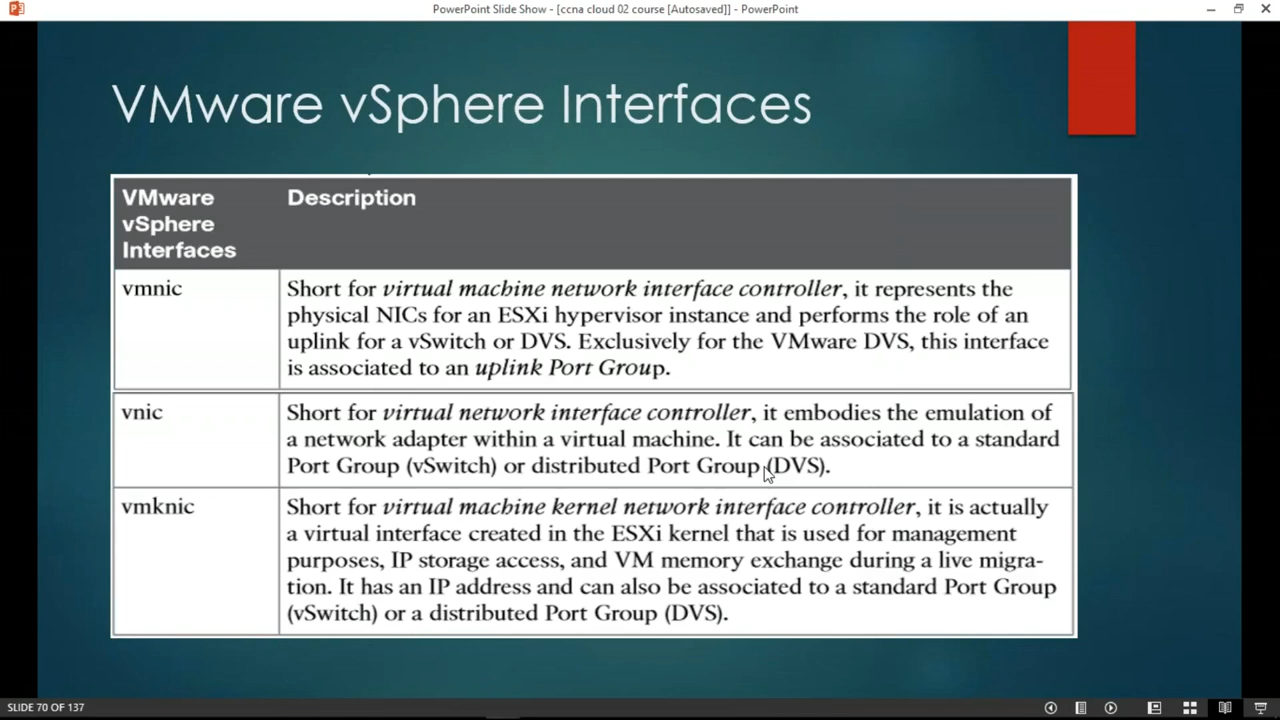 PowerPoint Slide Show - [ccna cloud 02 course [Autosaved]] - PowerPoint
VMware vSphere Interfaces
VMware
vSphere
Interfaces
Description
vmnic
Short for virtual machine network interface controller, it represents the
physical NICs for an ESXi hypervisor instance and performs the role of an
uplink for a vSwitch or DVS. Exclusively for the VMware DVS, this interface
is associated to an uplink Port Group.
vnic
Short for virtual network interface controller, it embodies the emulation of
a network adapter within a virtual machine. It can be associated to a standard
Port Group (vSwitch) or distributed Port Group (DVS).
vmknic
Short for virtual machine kernel network interface controller, it is actually
a virtual interface created in the ESXi kernel that is used for management
purposes, IP storage access, and VM memory exchange during a live migra-
tion. It has an IP address and can also be associated to a standard Port Group
(vSwitch) or a distributed Port Group (DVS).
SLIDE 70 OF 137